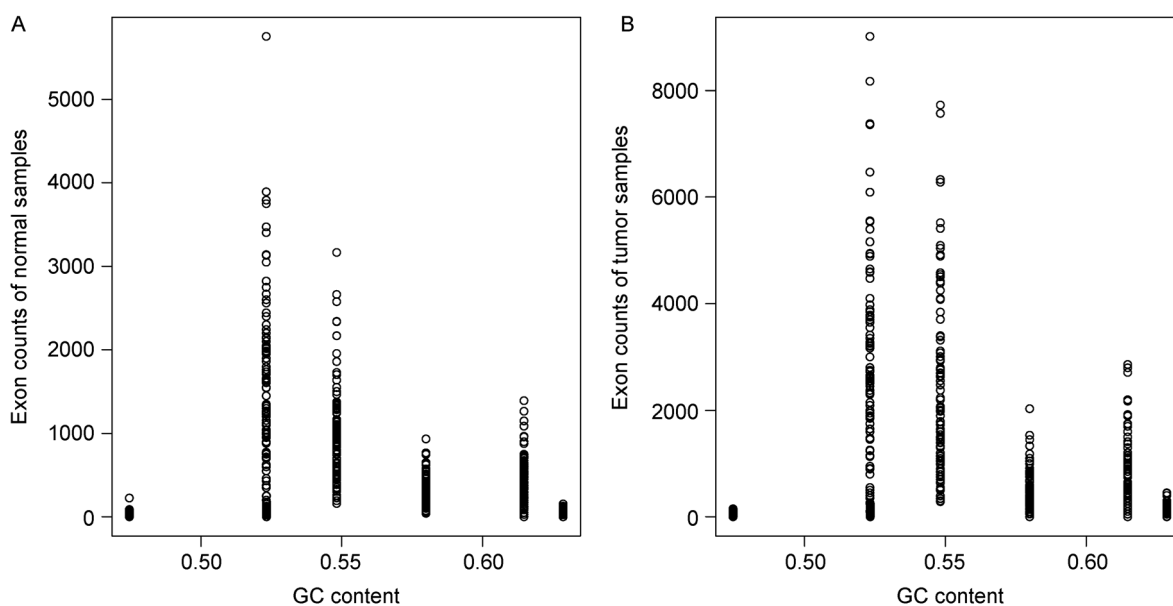 A
Exon counts of normal samples
5000
4000
3000
2000
1000
0
0.50
0.55
0.60
GC content
B
Exon counts of tumor samples
8000
6000
4000
2000
0
0.50
0.55
0.60
GC content